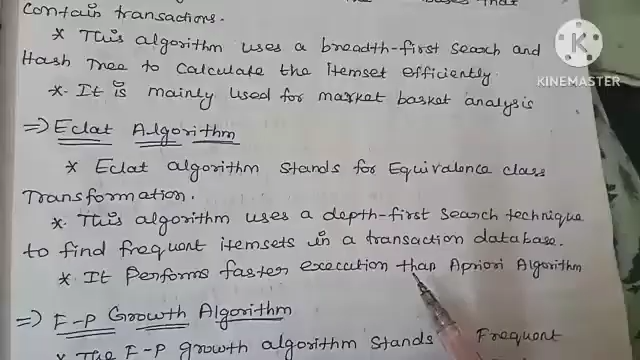 contain transactions.
* This algorithm uses a breadth-first search and
Hash Tree to calculate the itemset efficiently.
* It is mainly used for market basket analysis
KINEMASTER
=> Eclat Algorithm
* Eclat algorithm stands for Equivalence class
Transformation.
* This algorithm uses a depth-first search technique
to find frequent itemsets in a transaction database.
* It performs faster execution than Apriori Algorithm
=> F-P Growth Algorithm
* The F-P growth algorithm stands Frequent